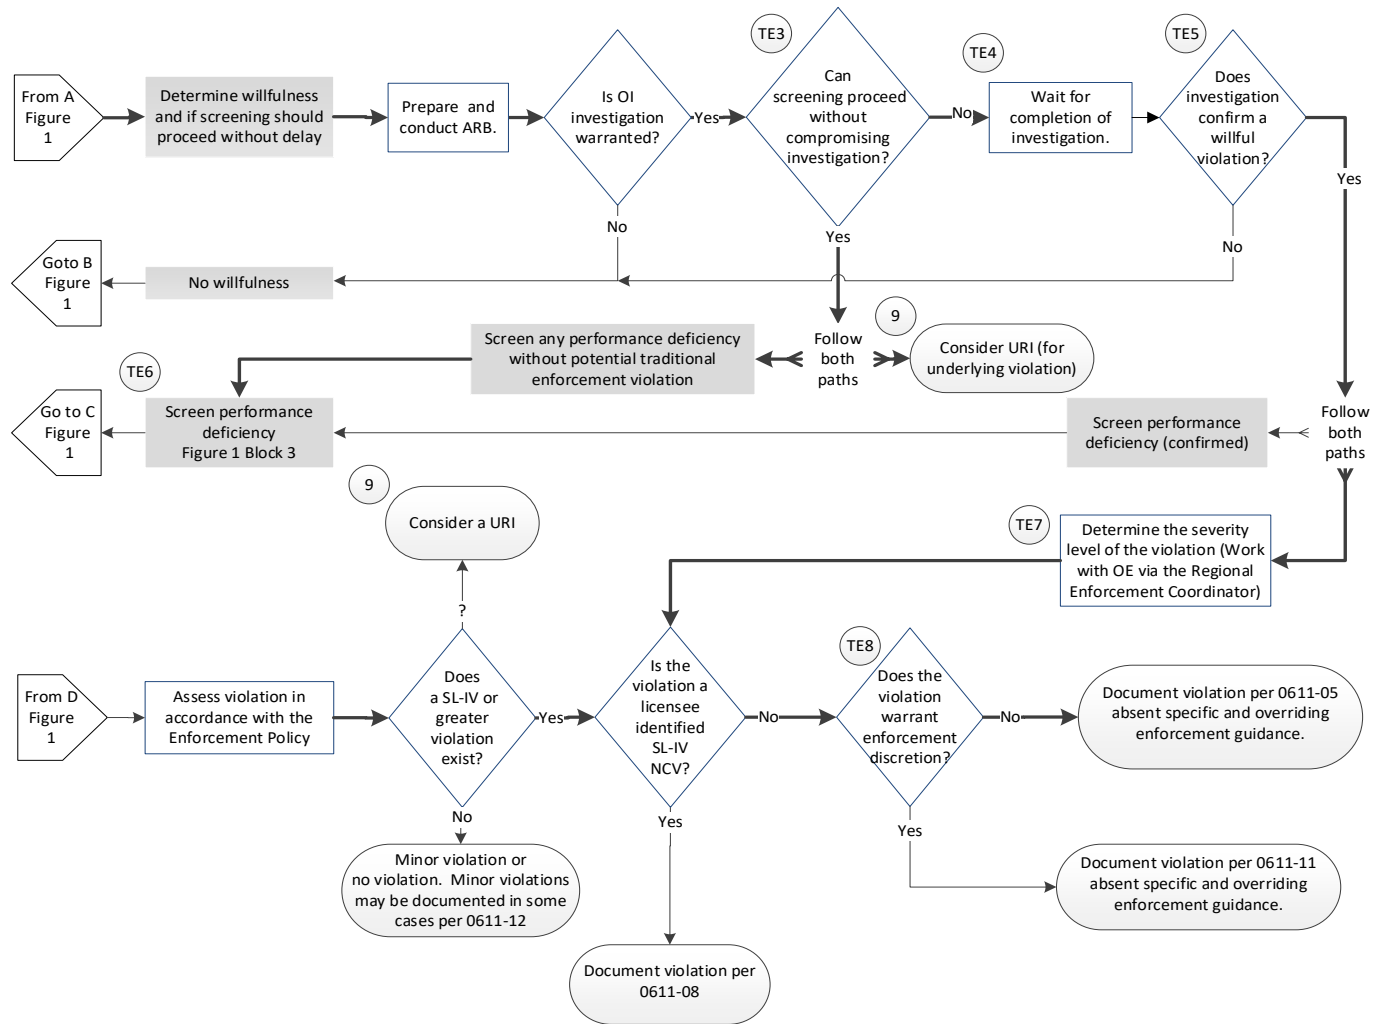 From A
Figure
1
Determine willfulness
and if screening should
proceed without delay
Prepare and
conduct ARB.
Is OI
investigation
warranted?
Yes
TE3
Can
screening proceed
without
compromising
investigation?
No
TE4
Wait for
completion of
investigation.
TE5
Does
investigation
confirm a
willful
violation?
Yes
No
Yes
No
Goto B
Figure
1
No willfulness
Screen any performance deficiency
without potential traditional
enforcement violation
Follow
both
paths
9
Consider URI (for
underlying violation)
TE6
Go to C
Figure
1
Screen performance
deficiency
Figure 1 Block 3
Screen performance
deficiency (confirmed)
Follow
both
paths
9
Consider a URI
TE7
Determine the severity
level of the violation (Work
with OE via the Regional
Enforcement Coordinator)
?
From D
Figure
1
Assess violation in
accordance with the
Enforcement Policy
Does
a SL-IV or
greater
violation
exist?
Yes
Is the
violation a
licensee
identified
SL-IV
NCV?
No
TE8
Does the
violation
warrant
enforcement
discretion?
No
Document violation per 0611-05
absent specific and overriding
enforcement guidance.
No
Yes
Yes
Minor violation or
no violation. Minor violations
may be documented in some
cases per 0611-12
Document violation per 0611-11
absent specific and overriding
enforcement guidance.
Document violation per
0611-08